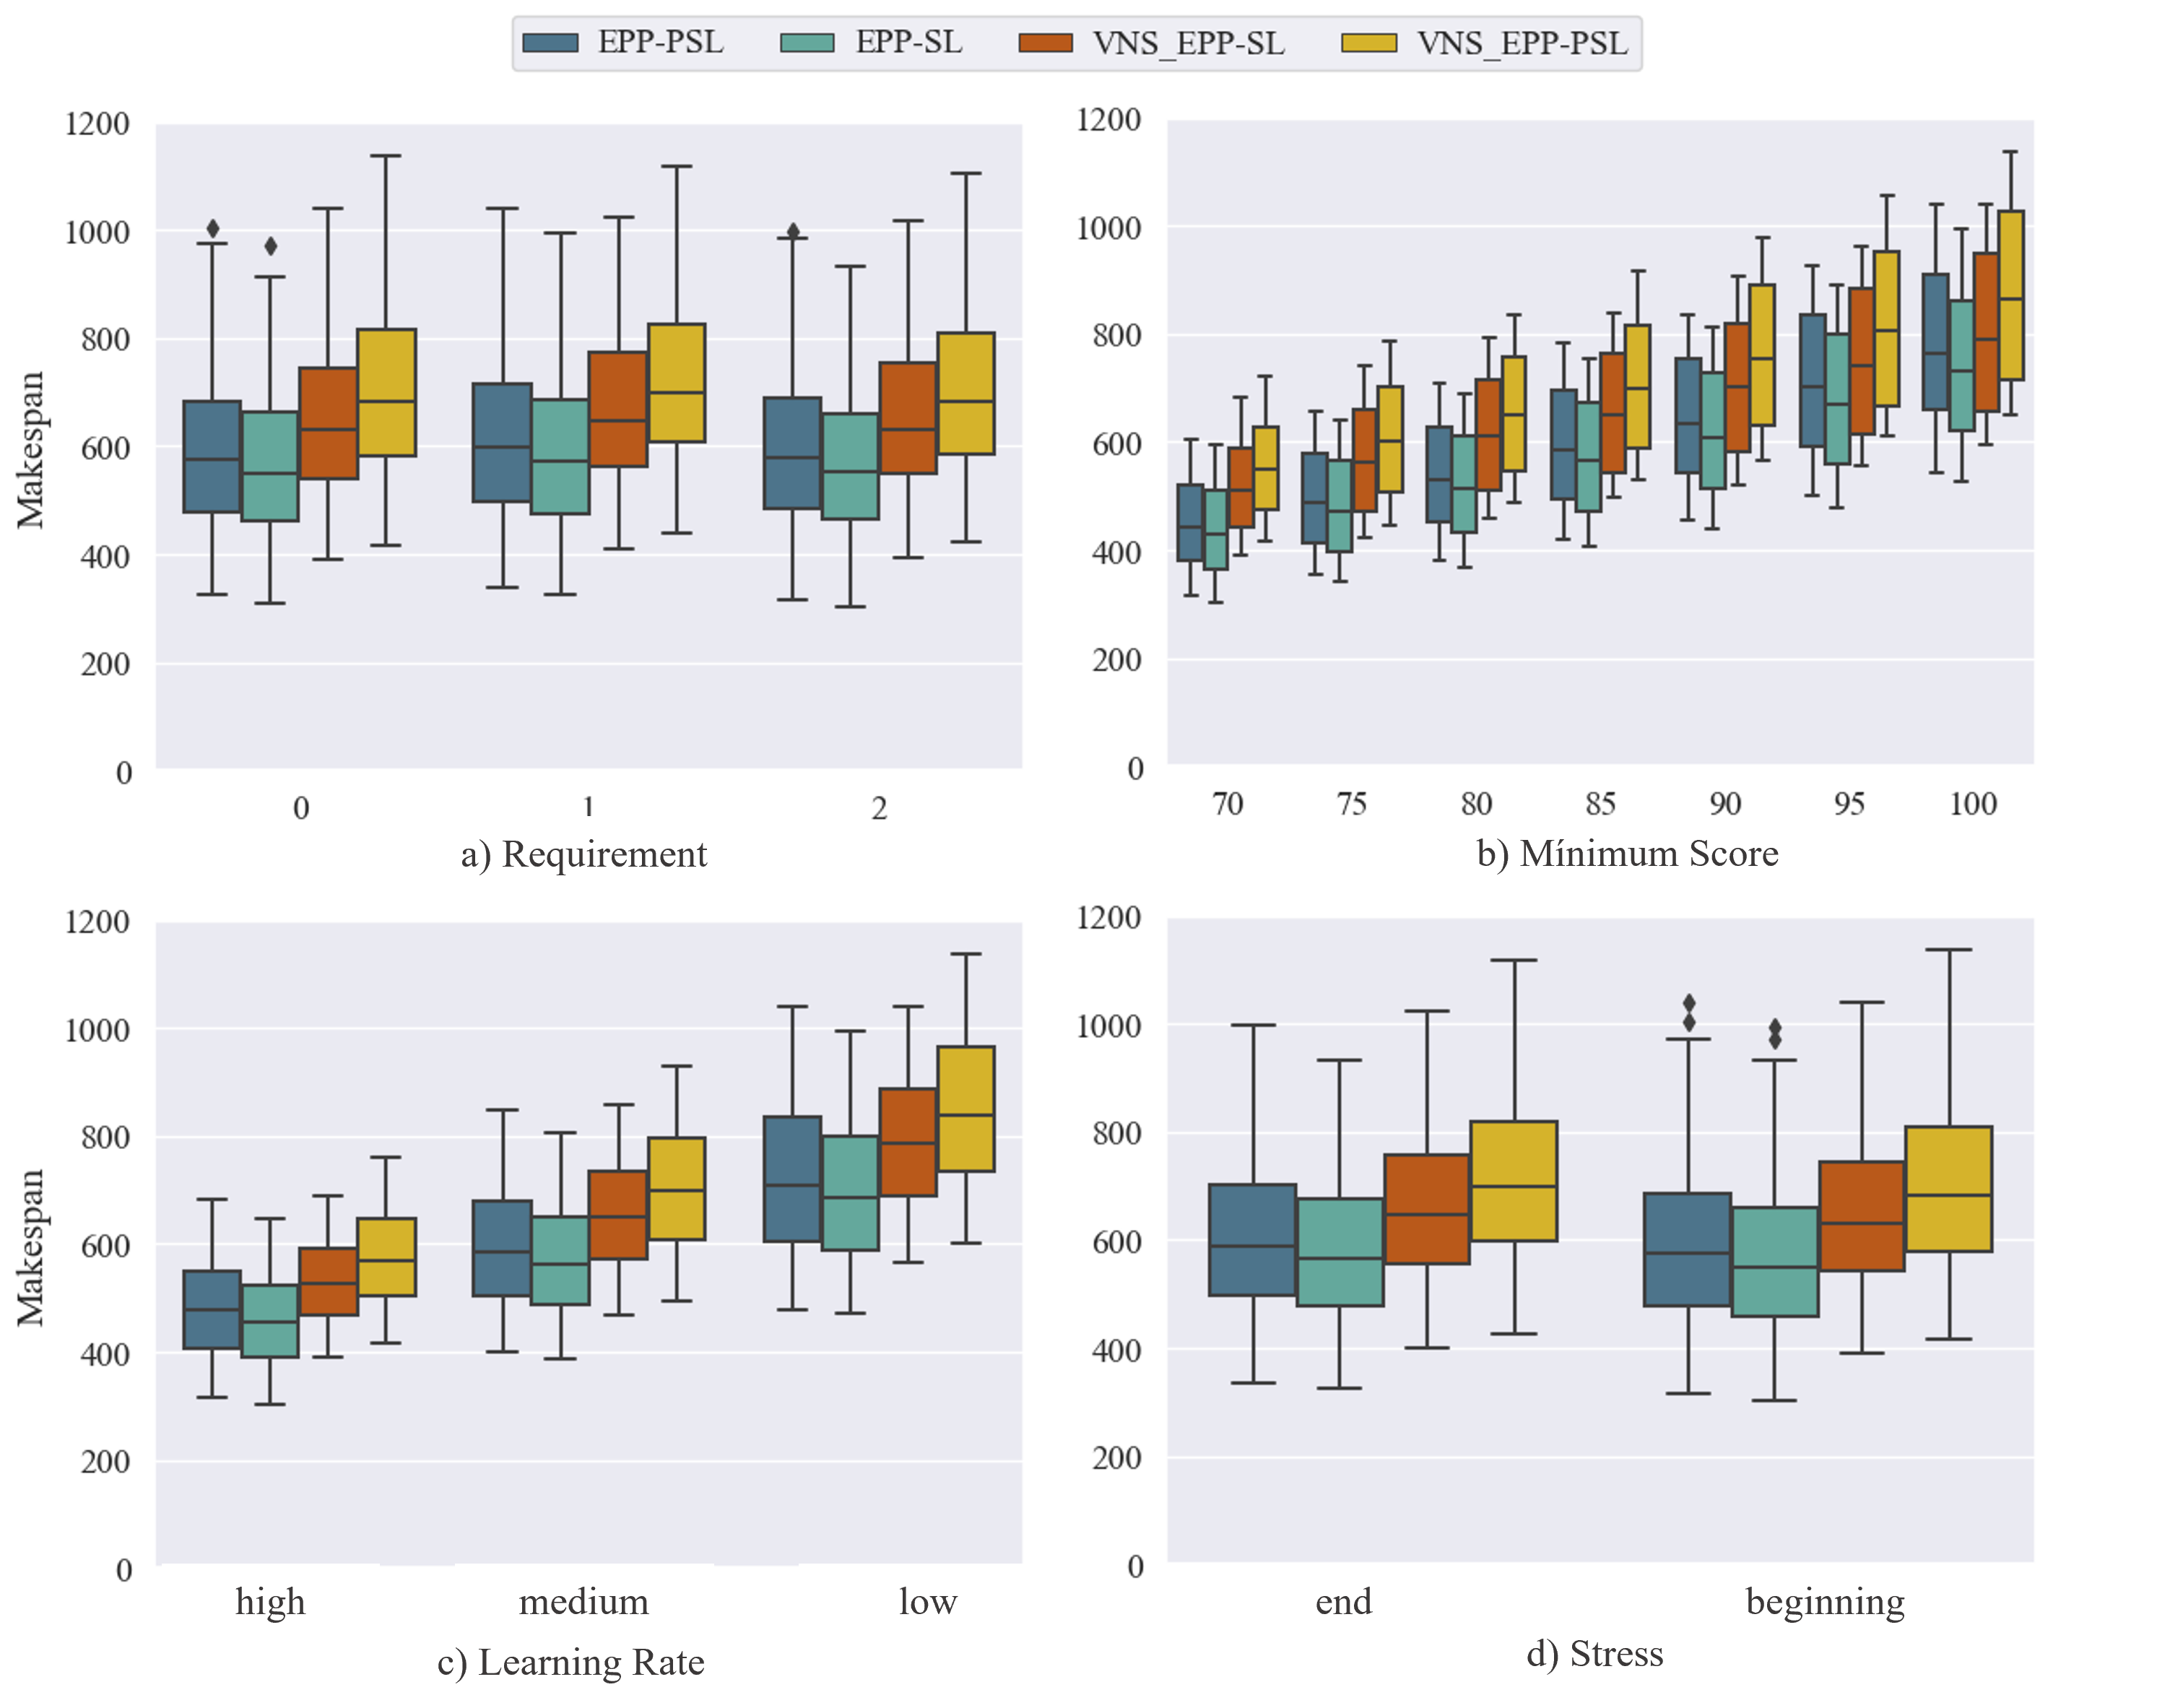 EPP-PSL EPP-SL VNS_EPP-SL VNS_EPP-PSL
1200
1000
800
600
400
200
0
Makespan
0 1 2
a) Requirement
1200
1000
800
600
400
200
0
70 75 80 85 90 95 100
b) Mínimum Score
1200
1000
800
600
400
200
0
Makespan
high medium low
c) Learning Rate
1200
1000
800
600
400
200
0
end beginning
d) Stress